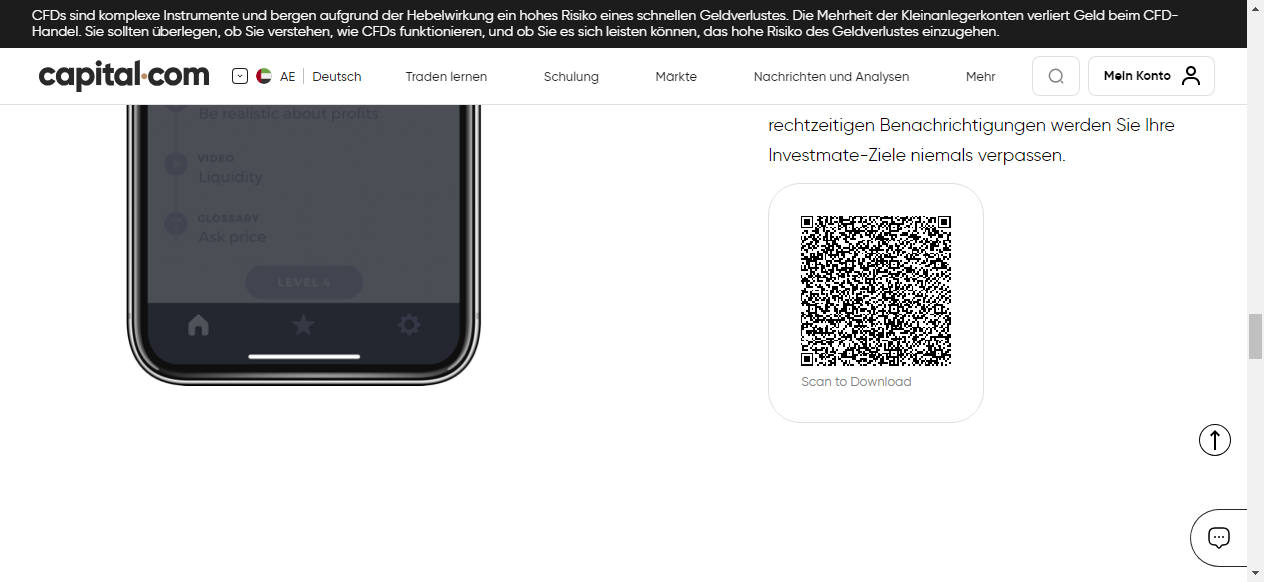 CFDs sind komplexe Instrumente und bergen aufgrund der Hebelwirkung ein hohes Risiko eines schnellen Geldverlustes. Die Mehrheit der Kleinanlegerkonten verliert Geld beim CFD-
Handel. Sie sollten überlegen, ob Sie verstehen, wie CFDs funktionieren, und ob Sie es sich leisten können, das hohe Risiko des Geldverlustes einzugehen.
capital.com
AE
Deutsch
Traden lernen
Schulung
Märkte
Nachrichten und Analysen
Mehr
Mein Konto
Be realistic about profits
VIDEO
Liquidity
GLOSSARY
Ask price
LEVEL 4
rechtzeitigen Benachrichtigungen werden Sie Ihre
Investmate-Ziele niemals verpassen.
Scan to Download